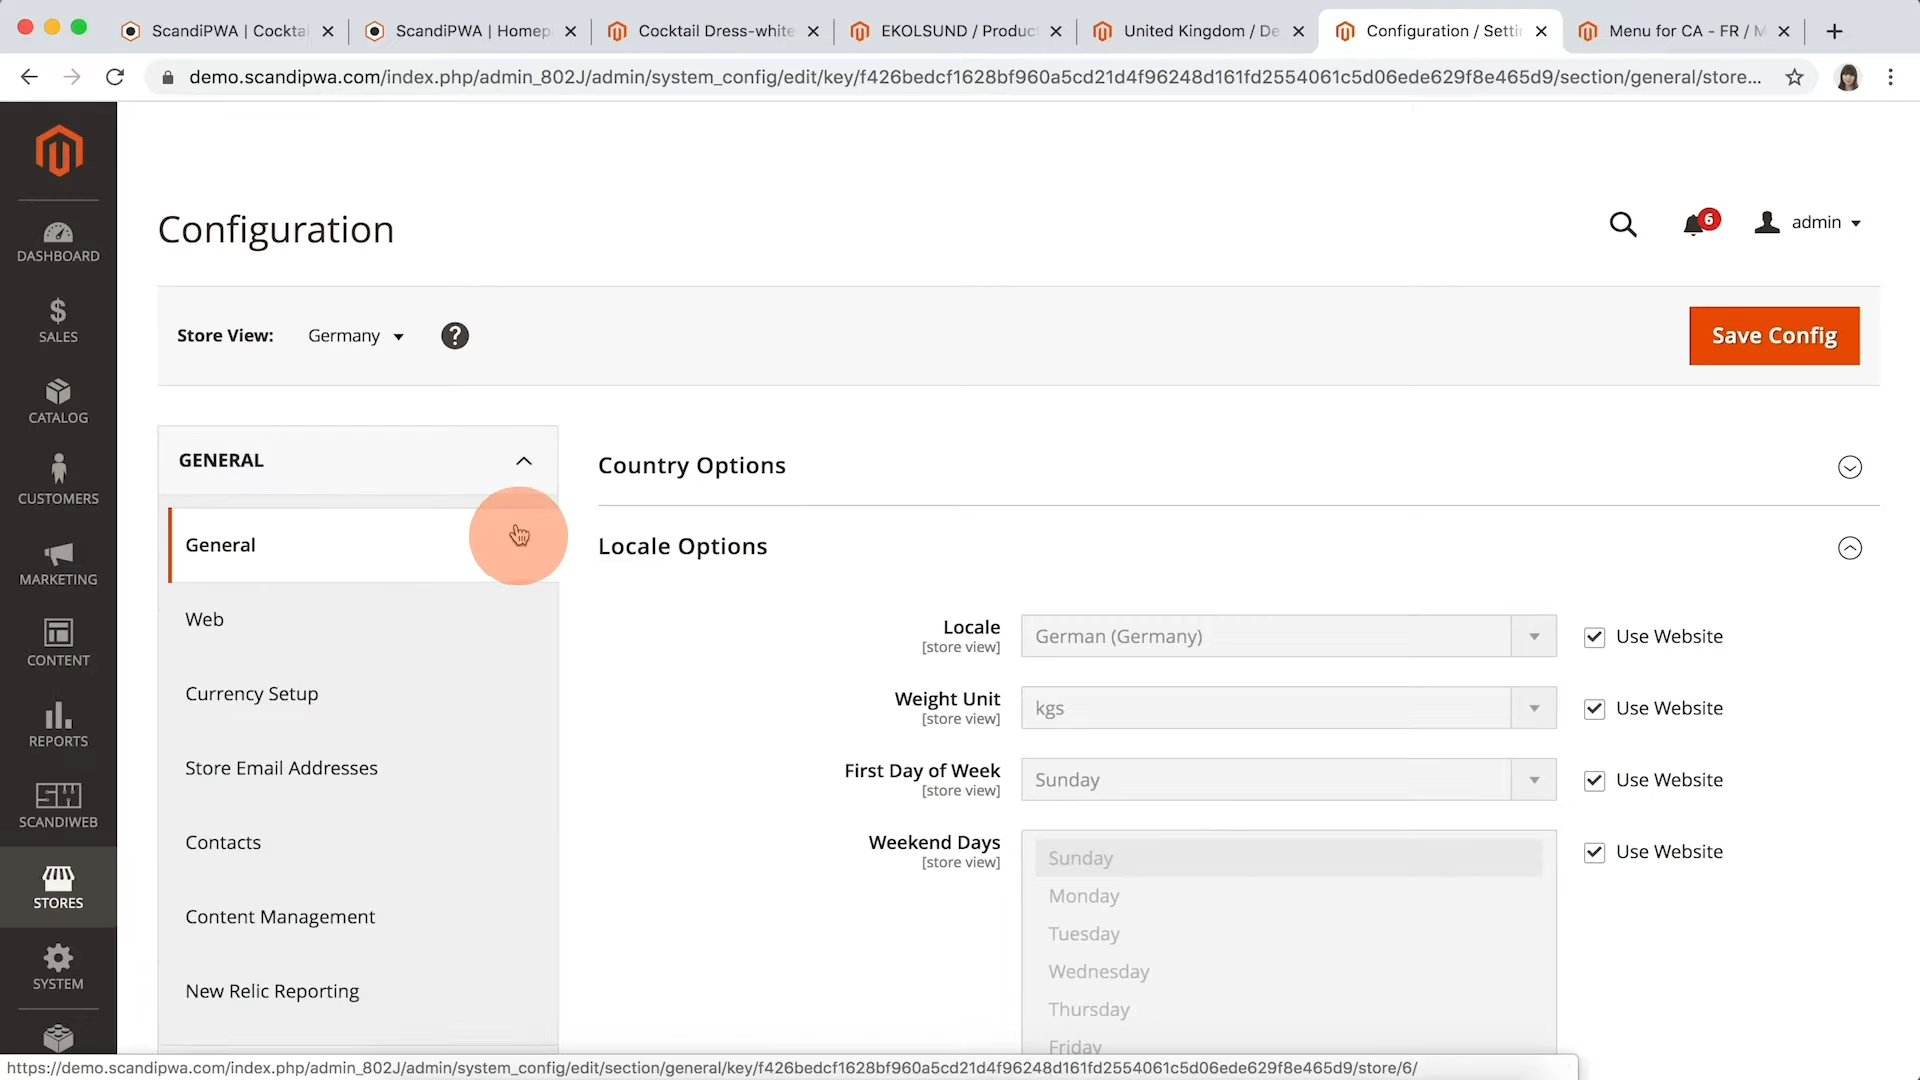 ScandiPWA | Cockta
ScandiPWA | Homep
Cocktail Dress-white
EKOLSUND / Produc
United Kingdom / De
Configuration / Setti
Menu for CA - FR / M
demo.scandipwa.com/index.php/admin_802J/admin/system_config/edit/key/f426bedcf1628bf960a5cd21d4f96248d161fd2554061c5d06ede629f8e465d9/section/general/store...
Configuration
6
admin
DASHBOARD
SALES
CATALOG
CUSTOMERS
MARKETING
CONTENT
REPORTS
SCANDIWEB
STORES
SYSTEM
Store View:
Germany
?
Save Config
GENERAL
General
Web
Currency Setup
Store Email Addresses
Contacts
Content Management
New Relic Reporting
Country Options
Locale Options
Locale
[store view]
German (Germany)
Use Website
Weight Unit
[store view]
kgs
Use Website
First Day of Week
[store view]
Sunday
Use Website
Weekend Days
[store view]
Sunday
Monday
Tuesday
Wednesday
Thursday
Friday
Use Website
https://demo.scandipwa.com/index.php/admin_802J/admin/system_config/edit/section/general/key/f426bedcf1628bf960a5cd21d4f96248d161fd2554061c5d06ede629f8e465d9/store/6/